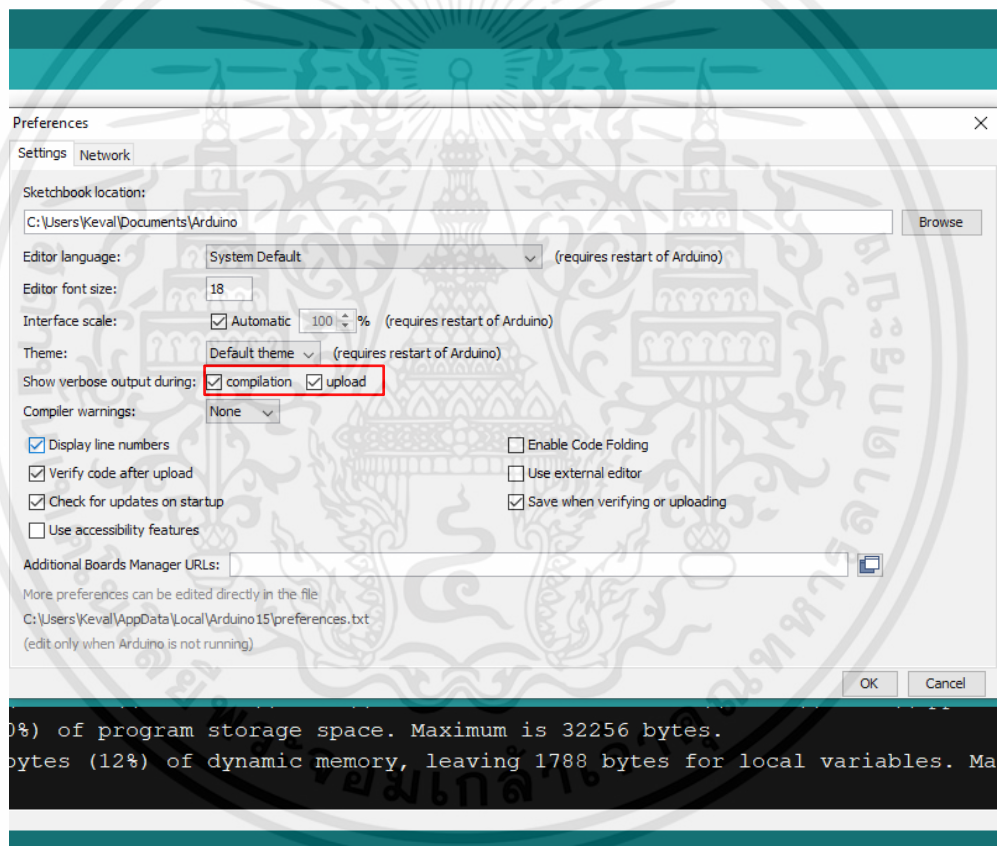 Preferences
Settings Network
Sketchbook location:
C:\Users\Keval\Documents\Arduino Browse
Editor language: System Default (requires restart of Arduino)
Editor font size: 18
Interface scale: Automatic 100 % (requires restart of Arduino)
Theme: Default theme (requires restart of Arduino)
Show verbose output during: compilation upload
Compiler warnings: None
Display line numbers Enable Code Folding
Verify code after upload Use external editor
Check for updates on startup Save when verifying or uploading
Use accessibility features
Additional Boards Manager URLs:
More preferences can be edited directly in the file
C:\Users\Keval\AppData\Local\Arduino15\preferences.txt
(edit only when Arduino is not running)
OK Cancel
0%) of program storage space. Maximum is 32256 bytes.
bytes (12%) of dynamic memory, leaving 1788 bytes for local variables. Ma